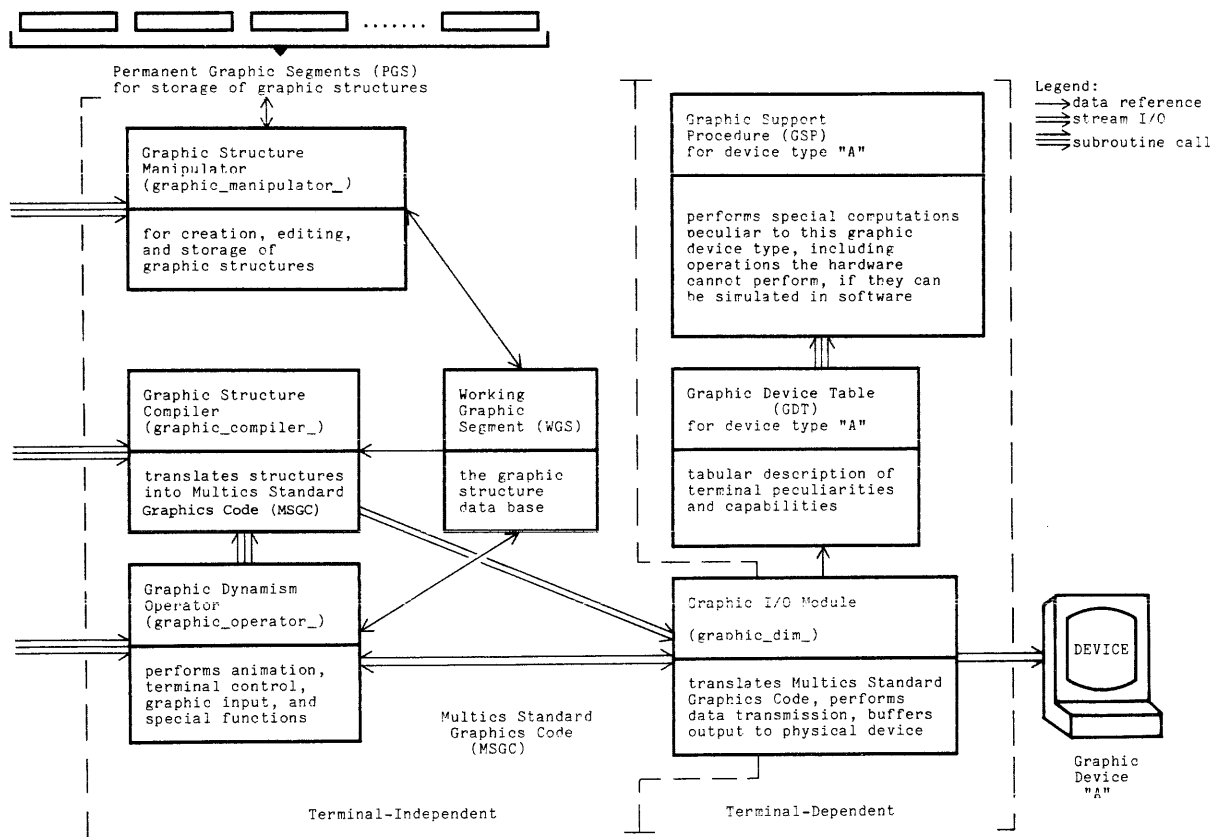 Permanent Graphic Segments (PGS)
for storage of graphic structures
Legend:
data reference
stream I/O
subroutine call
Graphic Structure
Manipulator
(graphic_manipulator_)
for creation, editing,
and storage of
graphic structures
Graphic Support
Procedure (GSP)
for device type "A"
performs special computations
peculiar to this graphic
device type, including
operations the hardware
cannot perform, if they can
be simulated in software
Graphic Structure
Compiler
(graphic_compiler_)
translates structures
into Multics Standard
Graphics Code (MSGC)
Working
Graphic
Segment (WGS)
the graphic
structure
data base
Graphic Device Table
(GDT)
for device type "A"
tabular description of
terminal peculiarities
and capabilities
Graphic Dynamism
Operator
(graphic_operator_)
performs animation,
terminal control,
graphic input, and
special functions
Multics Standard
Graphics Code
(MSGC)
Graphic I/O Module
(graphic_dim_)
translates Multics Standard
Graphics Code, performs
data transmission, buffers
output to physical device
DEVICE
Graphic
Device
"A"
Terminal-Independent
Terminal-Dependent